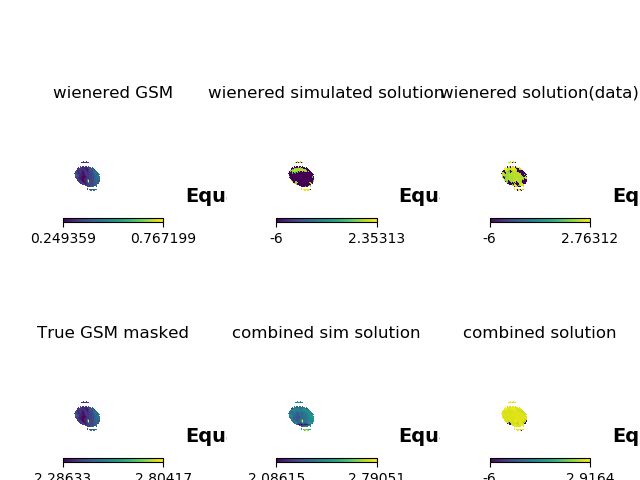 wienered GSM wienered simulated solution wienered solution(data)
Equ Equ Eq
0.249359 0.767199 -6 2.35313 -6 2.76312
True GSM masked combined sim solution combined solution
Equ Equ Eq
2.28633 2.80417 2.08615 2.79051 -6 2.9164